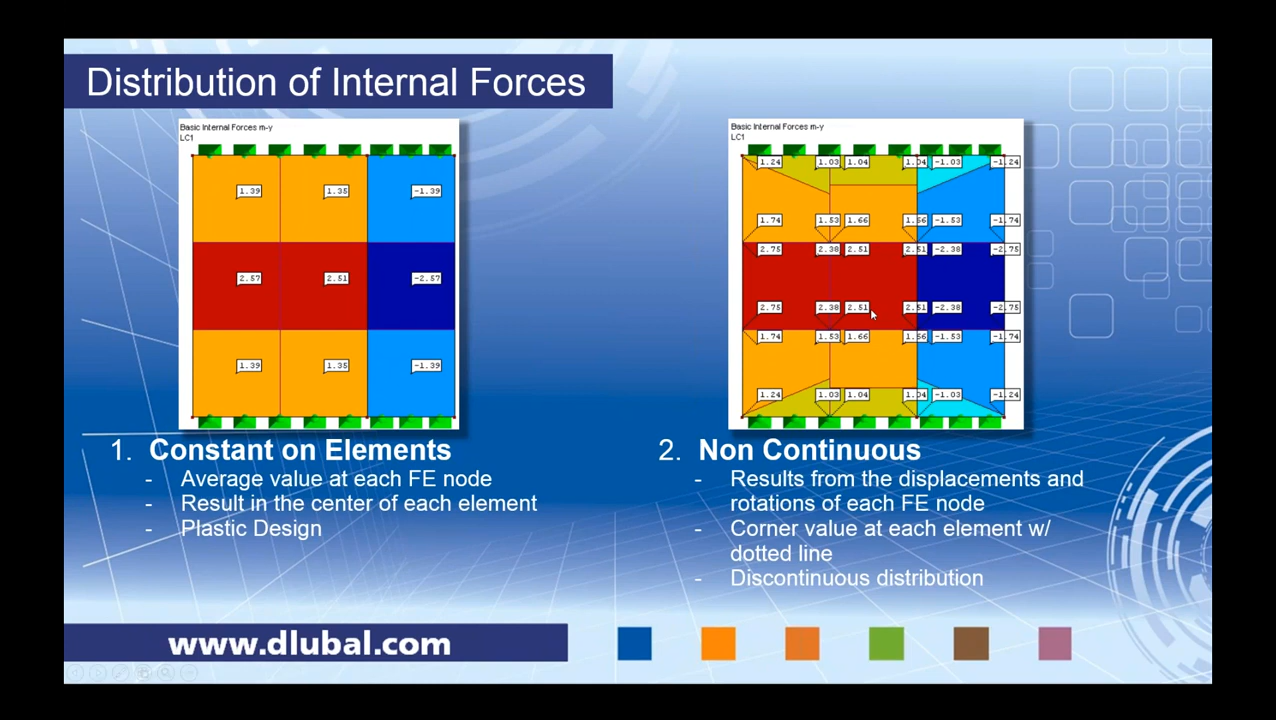 Distribution of Internal Forces
Basic Internal Forces m-y
LC1
1.39 1.35 -1.39
2.57 2.51 -2.57
1.39 1.35 -1.39
1. Constant on Elements
- Average value at each FE node
- Result in the center of each element
- Plastic Design
Basic Internal Forces m-y
LC1
1.24 1.03 1.04 1.04 -1.03 -1.24
1.74 1.53 1.66 1.56 -1.53 -1.74
2.75 2.38 2.51 2.51 -2.38 -2.75
2.75 2.38 2.51 2.51 -2.38 -2.75
1.74 1.53 1.66 1.56 -1.53 -1.74
1.24 1.03 1.04 1.04 -1.03 -1.24
2. Non Continuous
- Results from the displacements and
rotations of each FE node
- Corner value at each element w/
dotted line
- Discontinuous distribution
www.dlubal.com